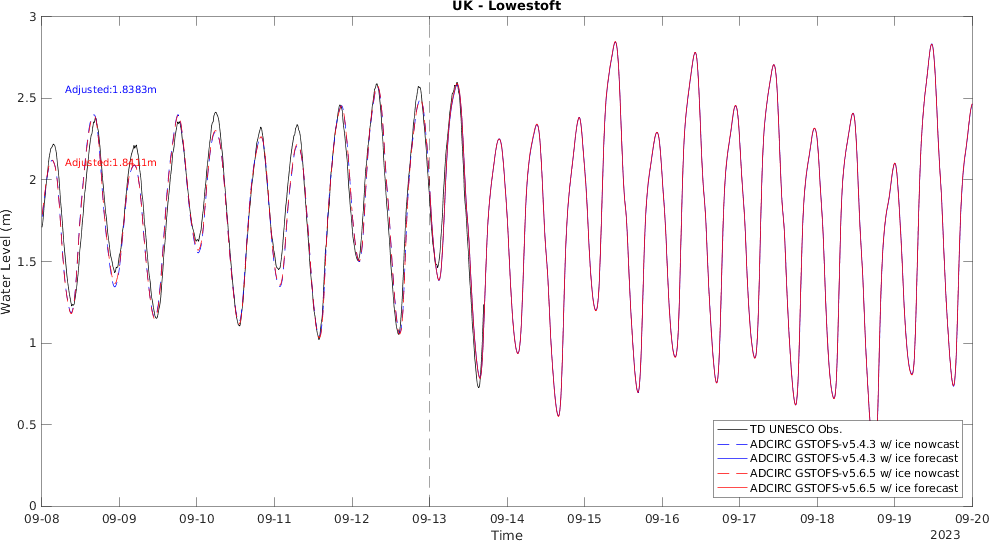 UK - Lowestoft
3
2.5
2
1.5
1
0.5
0
Water Level (m)
Adjusted:1.8383m
Adjusted:1.8411m
TD UNESCO Obs.
ADCIRC GSTOFS-v5.4.3 w/ ice nowcast
ADCIRC GSTOFS-v5.4.3 w/ ice forecast
ADCIRC GSTOFS-v5.6.5 w/ ice nowcast
ADCIRC GSTOFS-v5.6.5 w/ ice forecast
09-08 09-09 09-10 09-11 09-12 09-13 09-14 09-15 09-16 09-17 09-18 09-19 09-20
Time
2023